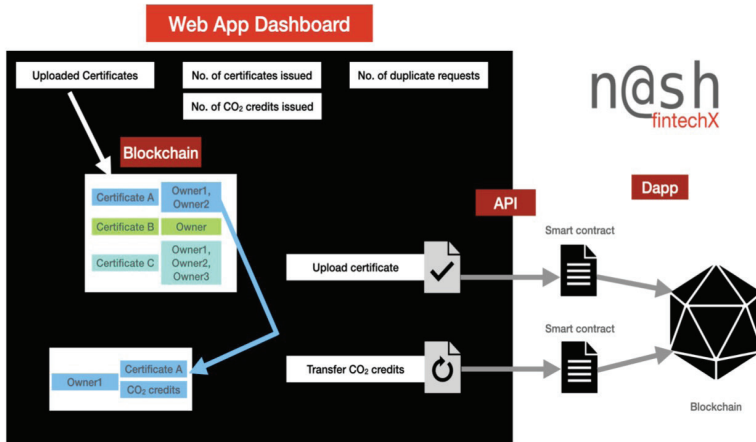 Web App Dashboard
Uploaded Certificates
No. of certificates issued
No. of duplicate requests
No. of CO₂ credits issued
n@sh
fintechX
Blockchain
Certificate A
Owner1,
Owner2
Certificate B
Owner
Certificate C
Owner1,
Owner2,
Owner3
API
Dapp
Smart contract
Upload certificate
Smart contract
Transfer CO₂ credits
Owner1
Certificate A
CO₂ credits
Blockchain